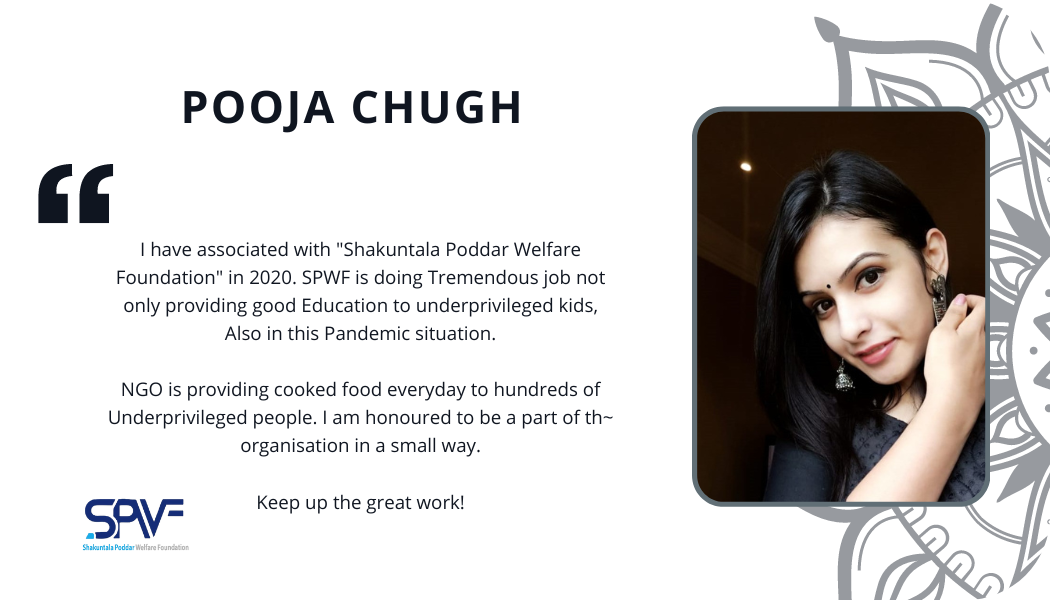 POOJA CHUGH
“
I have associated with "Shakuntala Poddar Welfare
Foundation" in 2020. SPWF is doing Tremendous job not
only providing good Education to underprivileged kids,
Also in this Pandemic situation.
NGO is providing cooked food everyday to hundreds of
Underprivileged people. I am honoured to be a part of th~
organisation in a small way.
Keep up the great work!
SPWF
Shakuntala Poddar Welfare Foundation